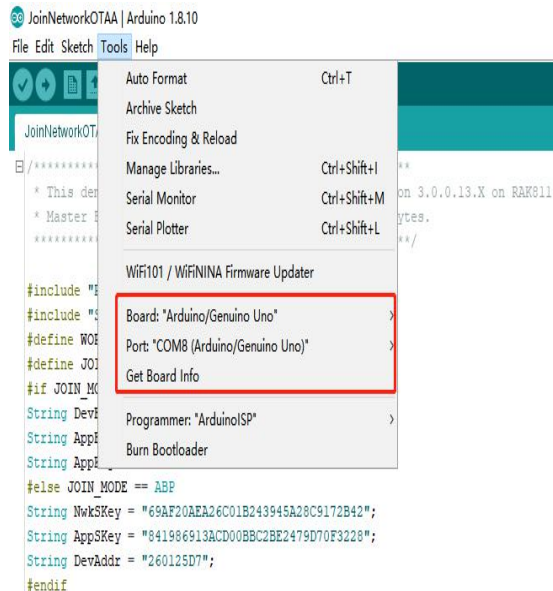 JoinNetworkOTAA | Arduino 1.8.10
File Edit Sketch Tools Help
JoinNetworkOT
Auto Format Ctrl+T
Archive Sketch
Fix Encoding & Reload
Manage Libraries... Ctrl+Shift+I
Serial Monitor Ctrl+Shift+M
Serial Plotter Ctrl+Shift+L
WiFi101 / WiFiNINA Firmware Updater
Board: "Arduino/Genuino Uno"
Port: "COM8 (Arduino/Genuino Uno)"
Get Board Info
Programmer: "ArduinoISP"
Burn Bootloader
/********** **
* This de on 3.0.0.13.X on RAK811
* Master ytes.
********** **/
#include "
#include "
#define WO
#define JO
#if JOIN_M
String Dev
String App
String App
#else JOIN_MODE == ABP
String NwkSKey = "69AF20AEA26C01B243945A28C9172B42";
String AppSKey = "841986913ACD00BBC2BE2479D70F3228";
String DevAddr = "260125D7";
#endif